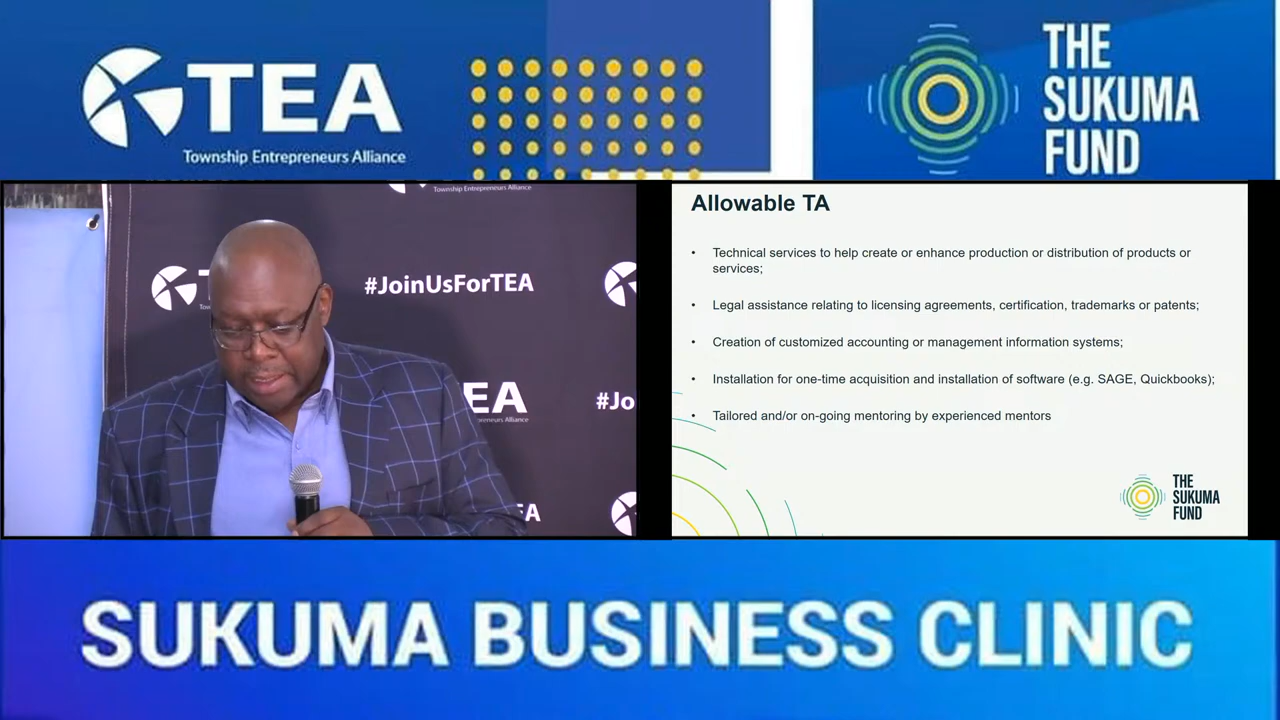 TEA
Township Entrepreneurs Alliance
THE
SUKUMA
FUND
Township Entrepreneurs Alliance
#JoinUsForTEA
EA
#Jo
Allowable TA
• Technical services to help create or enhance production or distribution of products or
services;
• Legal assistance relating to licensing agreements, certification, trademarks or patents;
• Creation of customized accounting or management information systems;
• Installation for one-time acquisition and installation of software (e.g. SAGE, Quickbooks);
• Tailored and/or on-going mentoring by experienced mentors
THE
SUKUMA
FUND
SUKUMA BUSINESS CLINIC